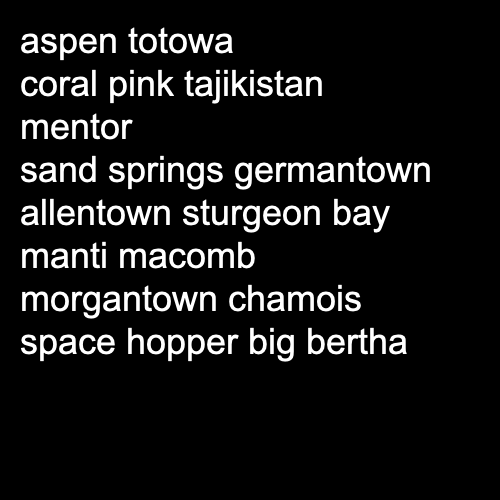 aspen totowa
coral pink tajikistan
mentor
sand springs germantown
allentown sturgeon bay
manti macomb
morgantown chamois
space hopper big bertha